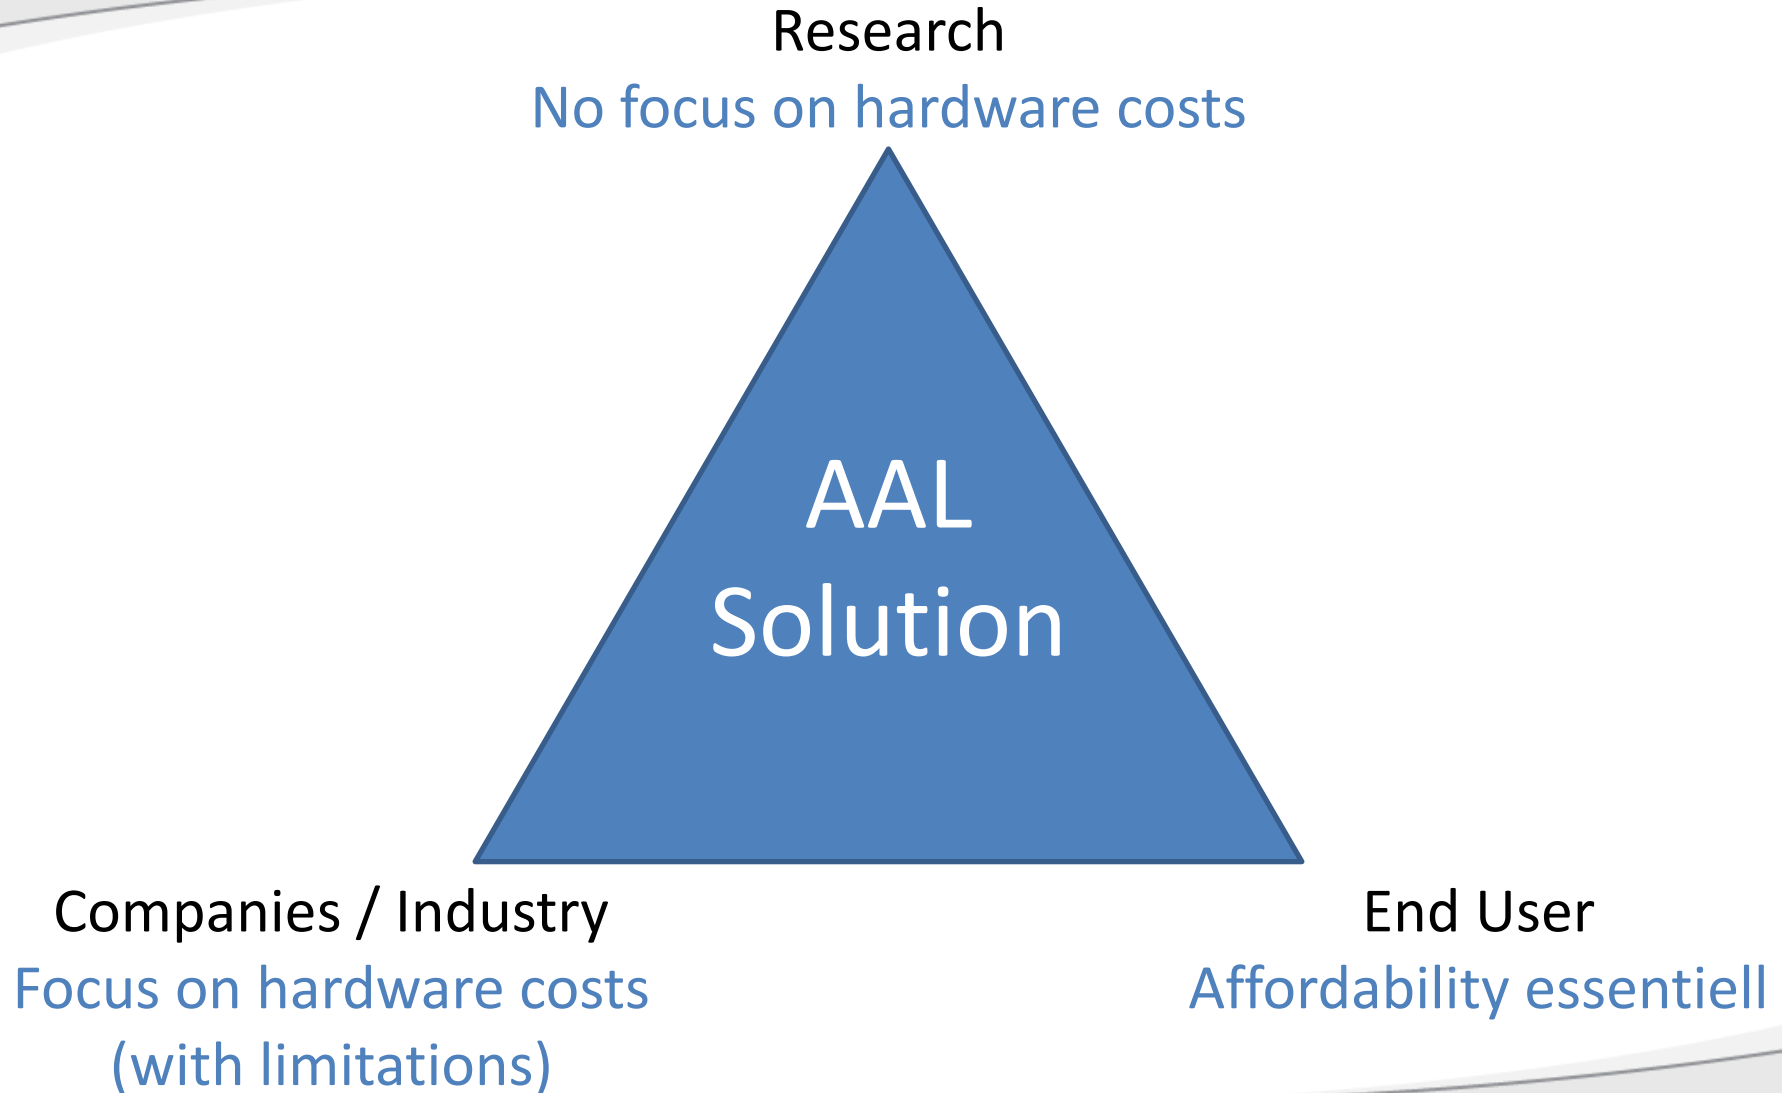 Research
No focus on hardware costs
AAL
Solution
Companies / Industry
Focus on hardware costs
(with limitations)
End User
Affordability essentiell